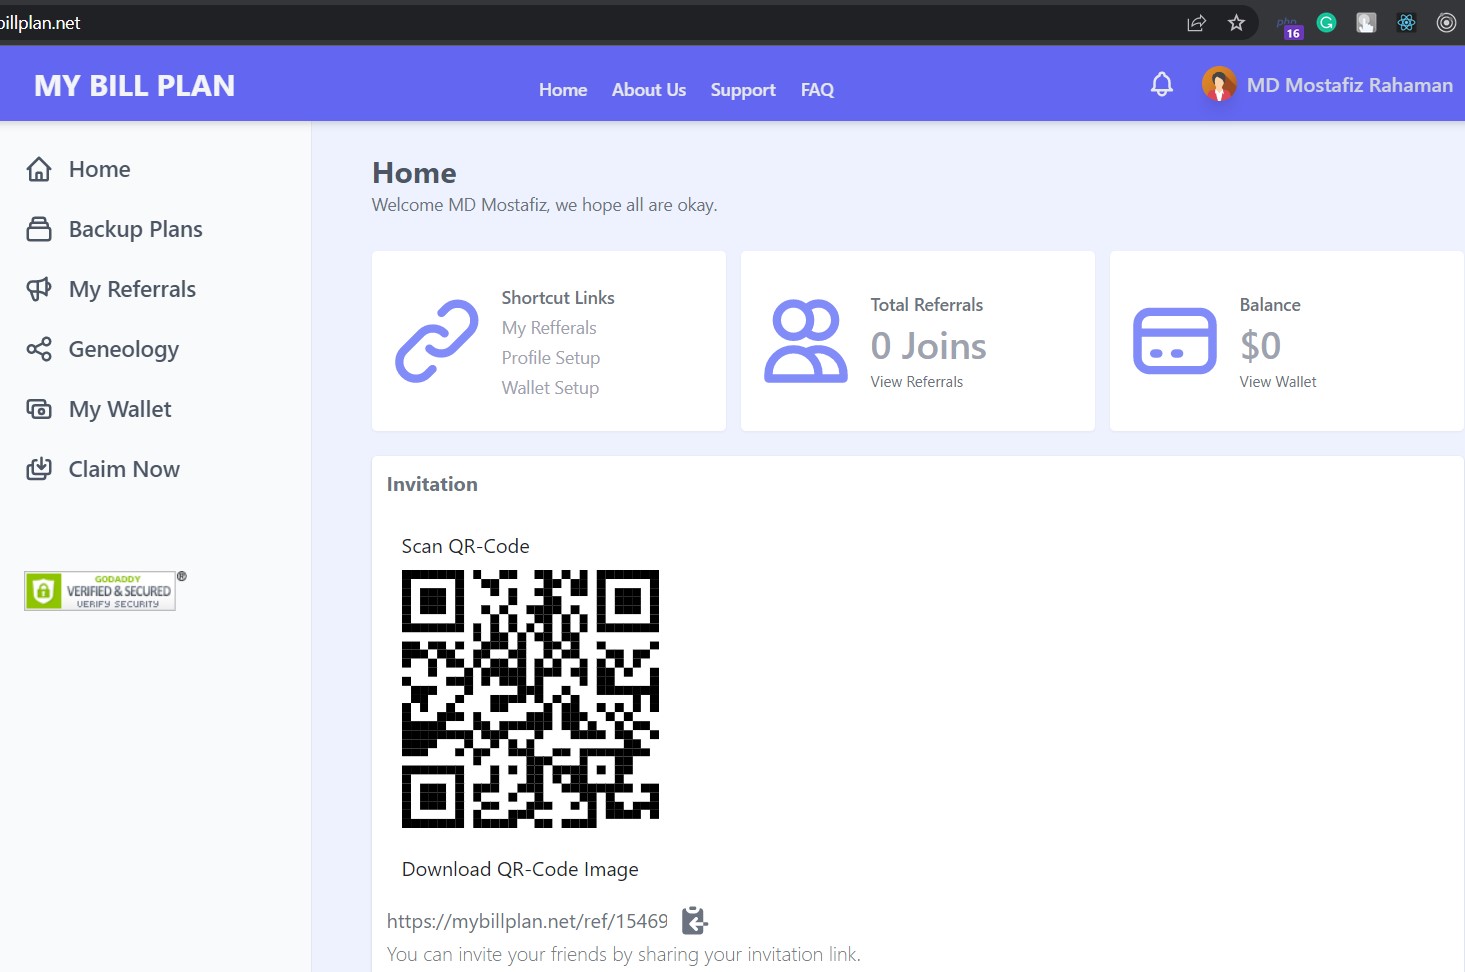 billplan.net
16
MY BILL PLAN
Home About Us Support FAQ
MD Mostafiz Rahaman
Home
Backup Plans
My Referrals
Geneology
My Wallet
Claim Now
GODADDY
VERIFIED & SECURED
VERIFY SECURITY
®
Home
Welcome MD Mostafiz, we hope all are okay.
Shortcut Links
My Refferals
Profile Setup
Wallet Setup
Total Referrals
0 Joins
View Referrals
Balance
$0
View Wallet
Invitation
Scan QR-Code
Download QR-Code Image
https://mybillplan.net/ref/15469
You can invite your friends by sharing your invitation link.